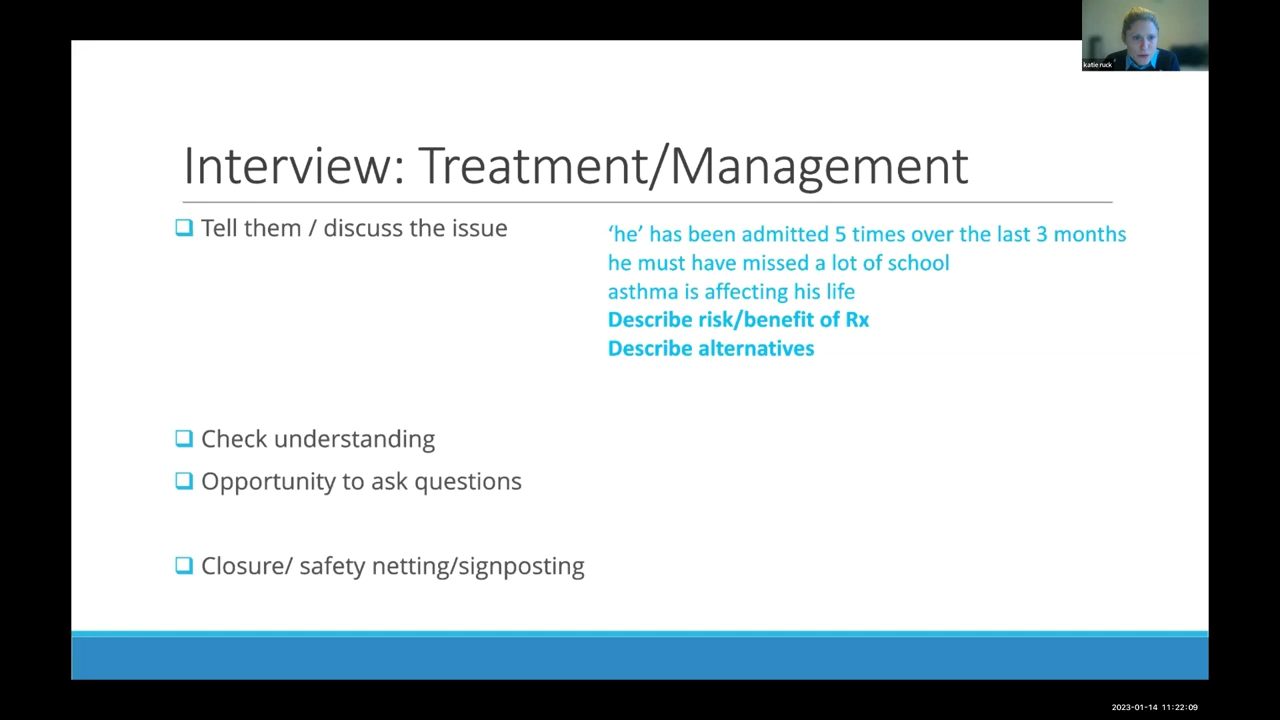 katie ruck
Interview: Treatment/Management
Tell them / discuss the issue
‘he’ has been admitted 5 times over the last 3 months
he must have missed a lot of school
asthma is affecting his life
Describe risk/benefit of Rx
Describe alternatives
Check understanding
Opportunity to ask questions
Closure/ safety netting/signposting
2023-01-14 11:22:09